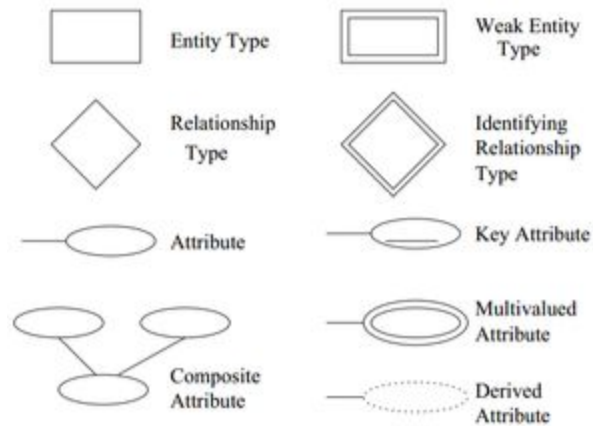 Entity Type
Weak Entity
Type
Relationship
Type
Identifying
Relationship
Type
Attribute
Key Attribute
Composite
Attribute
Multivalued
Attribute
Derived
Attribute